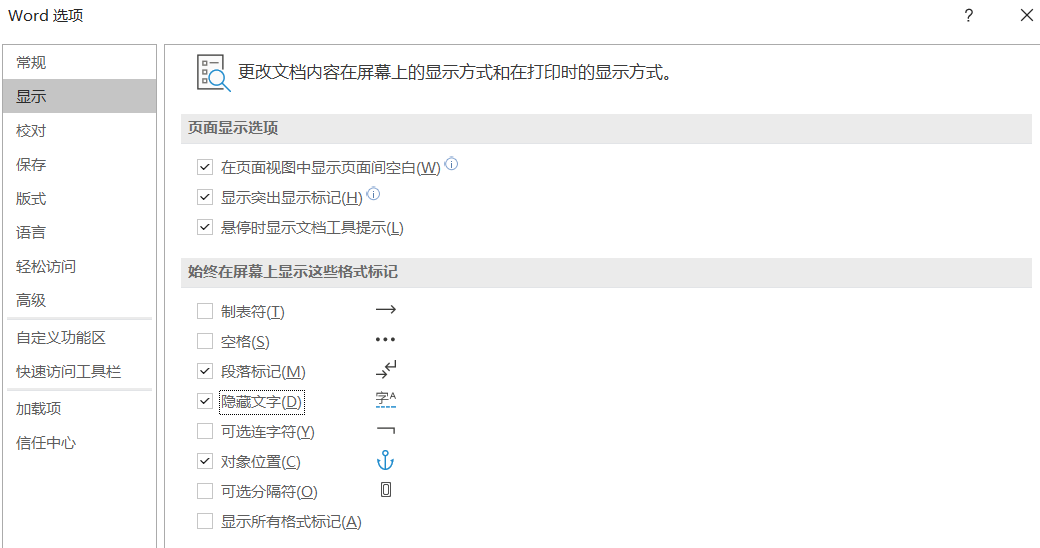 Word 选项
?
常规
显示
校对
保存
版式
语言
轻松访问
高级
自定义功能区
快速访问工具栏
加载项
信任中心
更改文档内容在屏幕上的显示方式和在打印时的显示方式。
页面显示选项
在页面视图中显示页面间空白(W)
显示突出显示标记(H)
悬停时显示文档工具提示(L)
始终在屏幕上显示这些格式标记
制表符(T)
空格(S)
段落标记(M)
隐藏文字(D) 字A
可选连字符(Y)
对象位置(C)
可选分隔符(O)
显示所有格式标记(A)